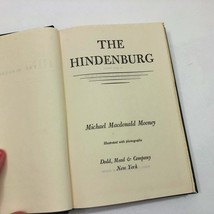 THE
HINDENBURG
Michael Macdonald Mooney
Illustrated with photographs
Dodd, Mead & Company
New York